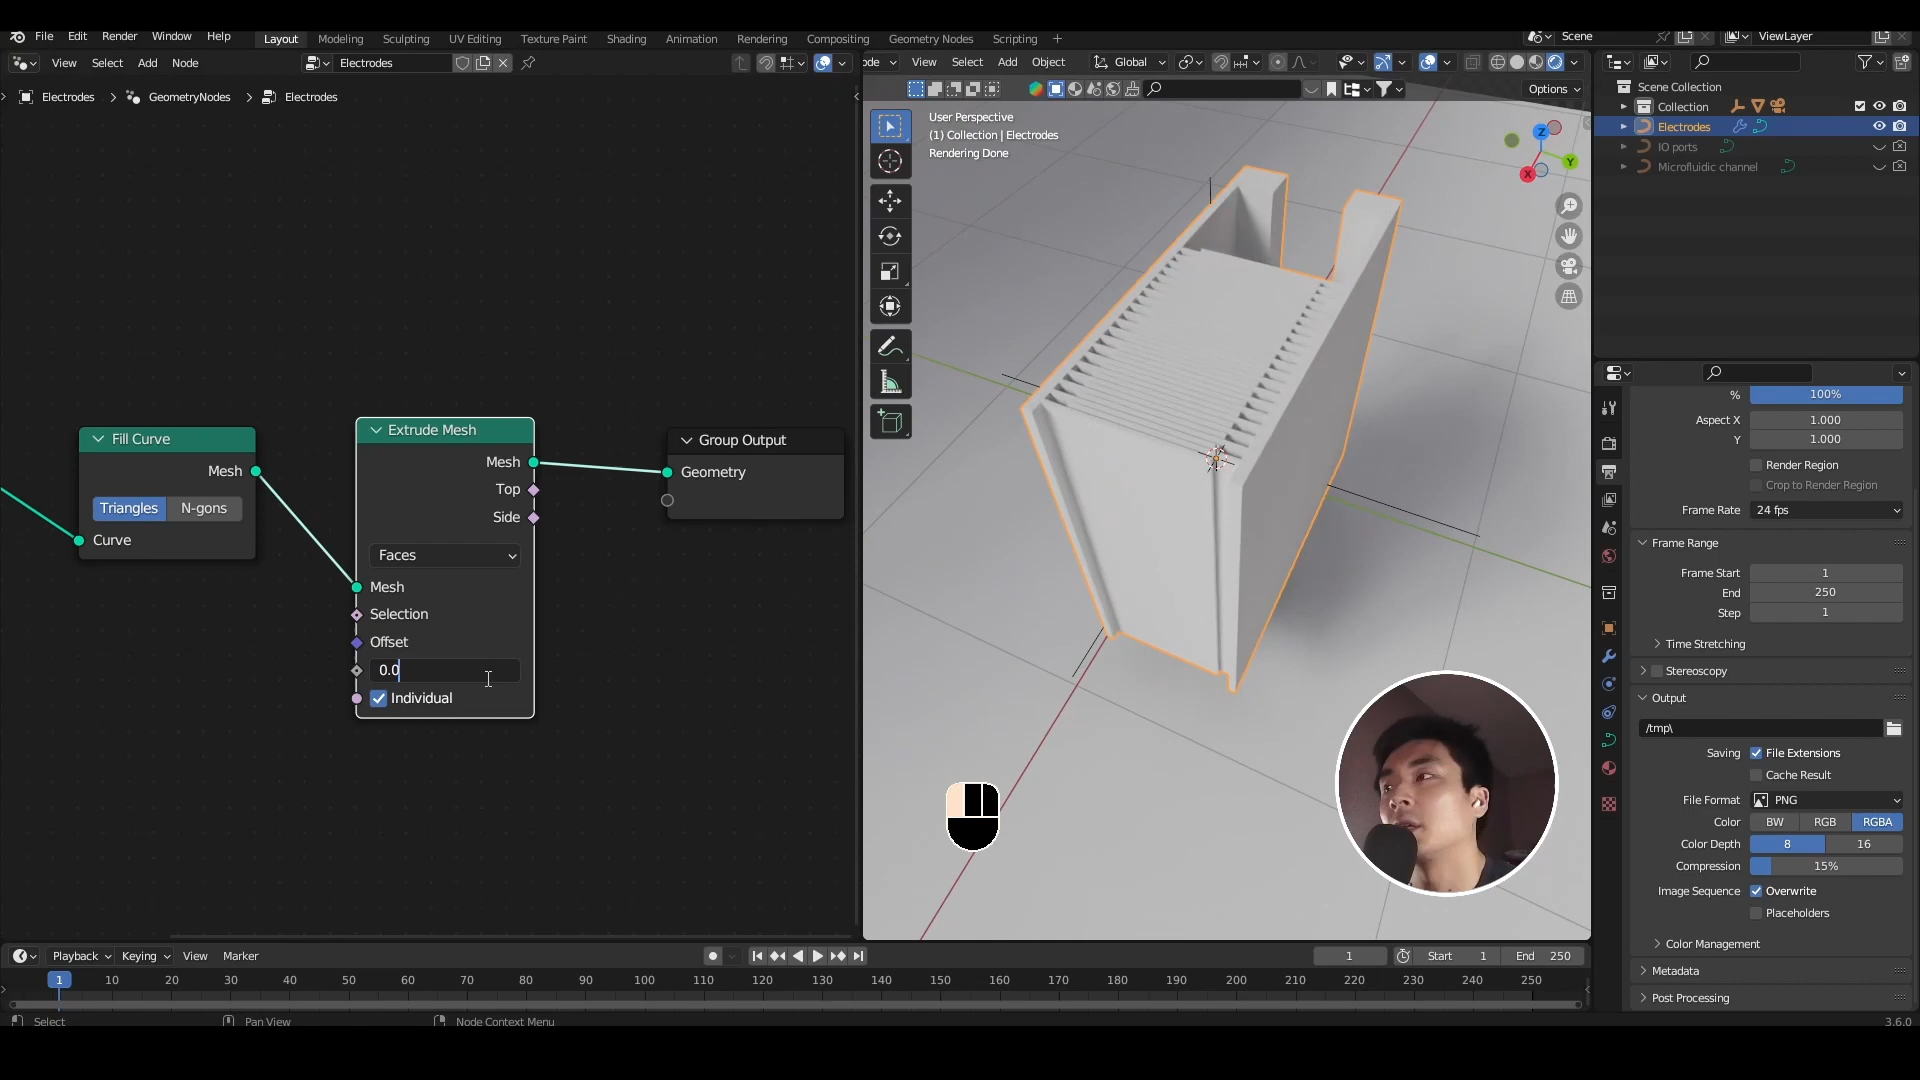 File Edit Render Window Help Layout Modeling Sculpting UV Editing Texture Paint Shading Animation Rendering Compositing Geometry Nodes Scripting + Scene ViewLayer
View Select Add Node Electrodes
ode View Select Add Object Global
Options
Electrodes > GeometryNodes > Electrodes
User Perspective
(1) Collection | Electrodes
Rendering Done
Z
Y
X
Scene Collection
Collection
Electrodes
IO ports
Microfluidic channel
Fill Curve
Mesh
Triangles N-gons
Curve
Extrude Mesh
Mesh
Top
Side
Faces
Mesh
Selection
Offset
0.0
Individual
Group Output
Geometry
% 100%
Aspect X 1.000
Y 1.000
Render Region
Crop to Render Region
Frame Rate 24 fps
Frame Range
Frame Start 1
End 250
Step 1
Time Stretching
Stereoscopy
Output
/tmp\
Saving File Extensions
Cache Result
File Format PNG
Color BW RGB RGBA
Color Depth 8 16
Compression 15%
Image Sequence Overwrite
Placeholders
Color Management
Metadata
Post Processing
Playback Keying View Marker 1 Start 1 End 250
1 10 20 30 40 50 60 70 80 90 100 110 120 130 140 150 160 170 180 190 200 210 220 230 240 250
Select Pan View Node Context Menu 3.6.0